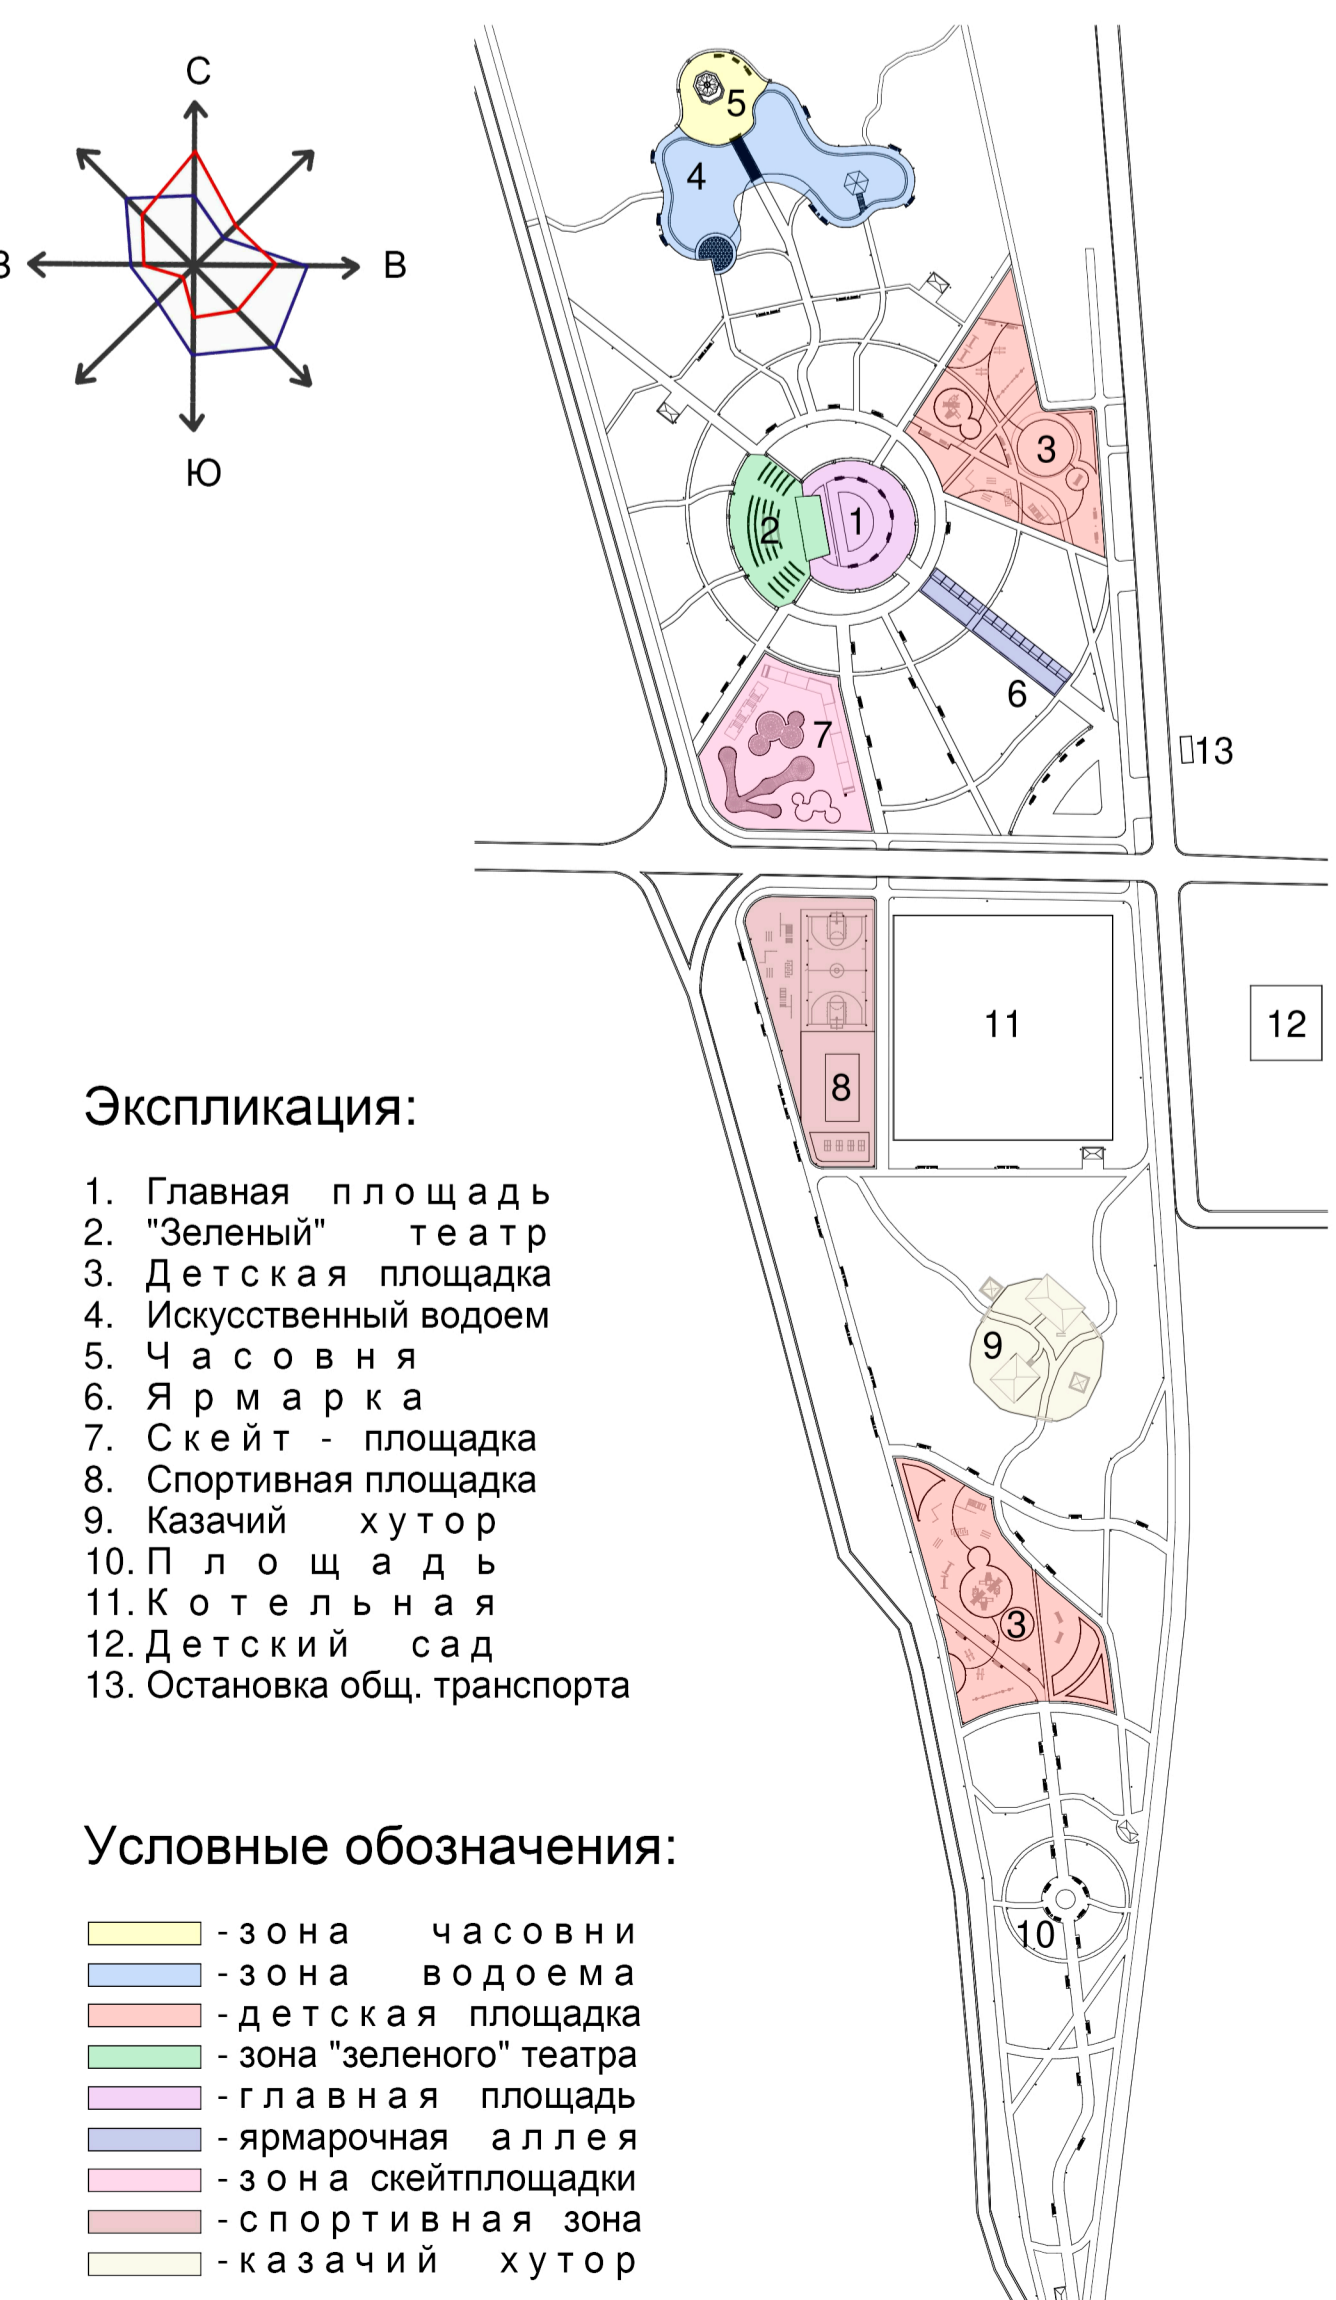 С
З
В
Ю
5
4
3
1
2
6
7
13
11
12
8
9
3
10
Экспликация:
1. Главная площадь
2. "Зеленый" театр
3. Детская площадка
4. Искусственный водоем
5. Часовня
6. Ярмарка
7. Скейт - площадка
8. Спортивная площадка
9. Казачий хутор
10. Площадь
11. Котельная
12. Детский сад
13. Остановка общ. транспорта
Условные обозначения:
- зона часовни
- зона водоема
- детская площадка
- зона "зеленого" театра
- главная площадь
- ярмарочная аллея
- зона скейтплощадки
- спортивная зона
- казачий хутор